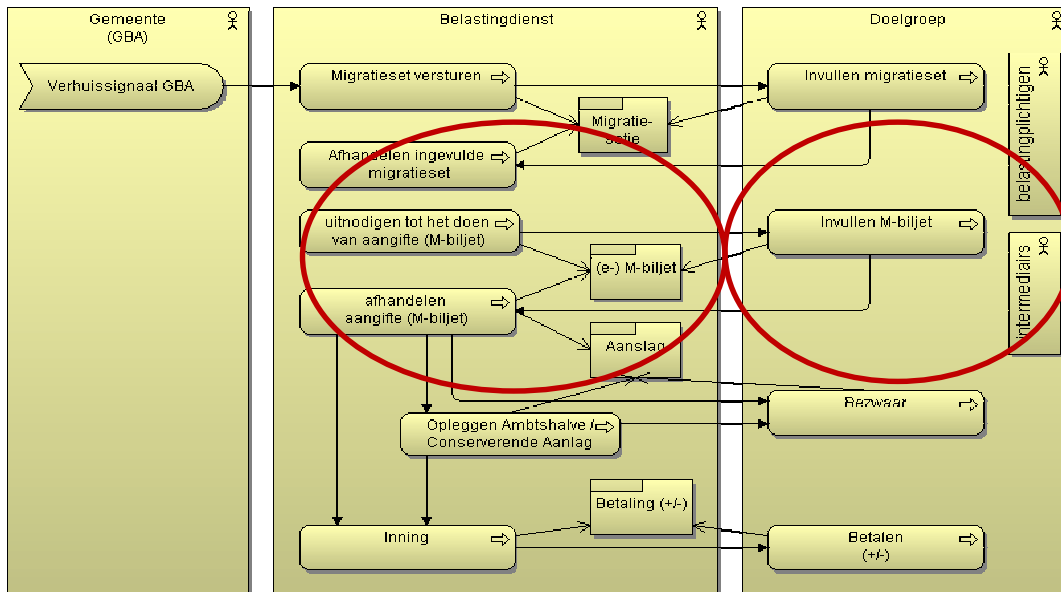 Gemeente
(GBA)
Verhuissignaal GBA
Belastingdienst
Migratieset versturen
Migratie-
setie
Afhandelen ingevulde
migratieset
uitnodigen tot het doen
van aangifte (M-biljet)
(e-) M-biljet
afhandelen
aangifte (M-biljet)
Aanslag
Opleggen Ambtshalve /
Conserverende Aanlag
Betaling (+/-)
Inning
Doelgroep
Invullen migratieset
belastingplichtigen
Invullen M-biljet
intermediairs
Bezwaar
Betalen
(+/-)